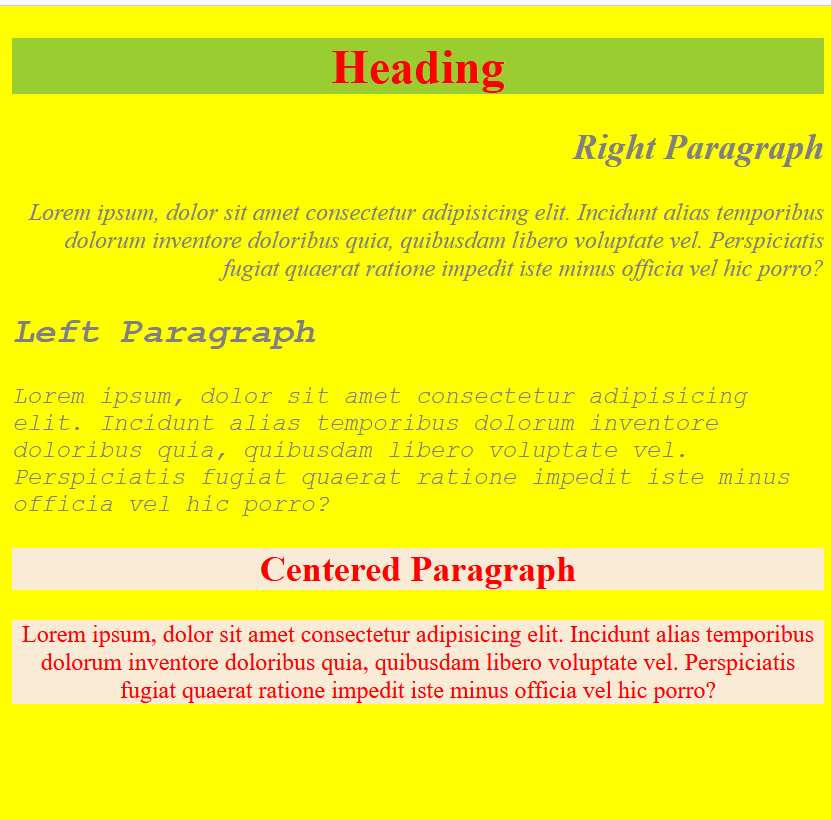 Heading
Right Paragraph
Lorem ipsum, dolor sit amet consectetur adipisicing elit. Incidunt alias temporibus
dolorum inventore doloribus quia, quibusdam libero voluptate vel. Perspiciatis
fugiat quaerat ratione impedit iste minus officia vel hic porro?
Left Paragraph
Lorem ipsum, dolor sit amet consectetur adipisicing
elit. Incidunt alias temporibus dolorum inventore
doloribus quia, quibusdam libero voluptate vel.
Perspiciatis fugiat quaerat ratione impedit iste minus
officia vel hic porro?
Centered Paragraph
Lorem ipsum, dolor sit amet consectetur adipisicing elit. Incidunt alias temporibus
dolorum inventore doloribus quia, quibusdam libero voluptate vel. Perspiciatis
fugiat quaerat ratione impedit iste minus officia vel hic porro?